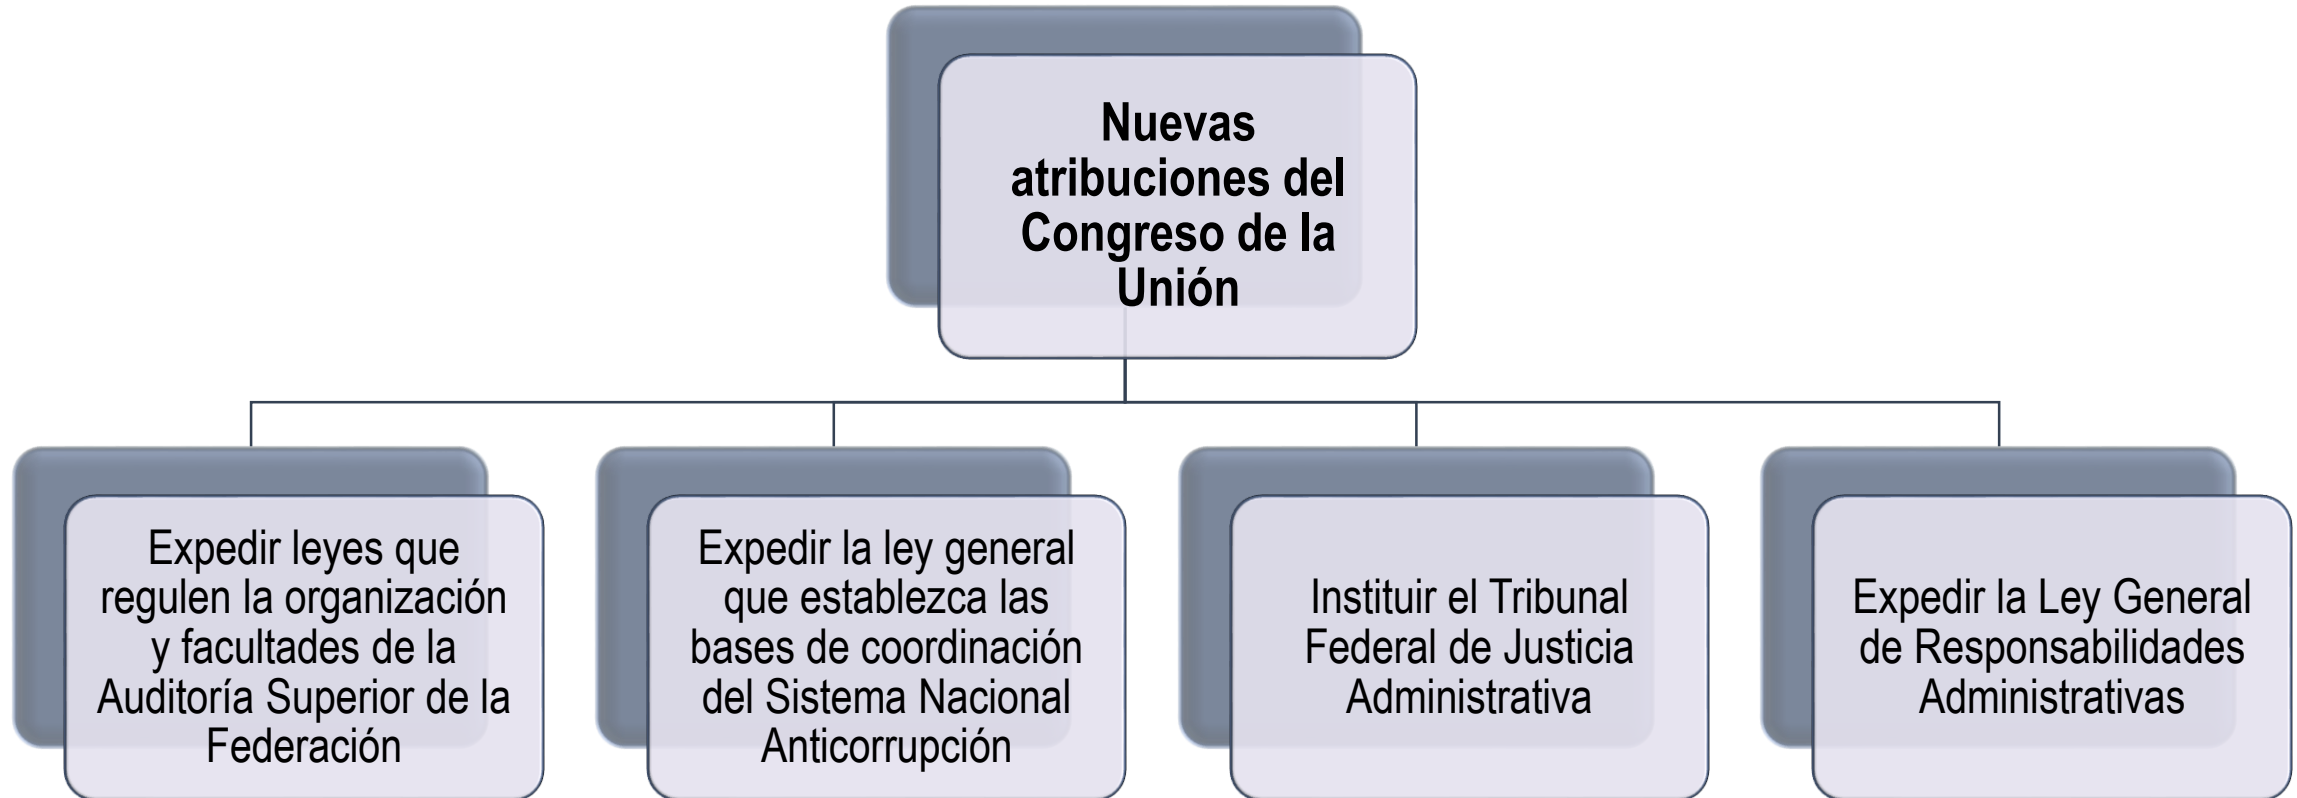 Nuevas
atribuciones del
Congreso de la
Unión
Expedir leyes que
regulen la organización
y facultades de la
Auditoría Superior de la
Federación
Expedir la ley general
que establezca las
bases de coordinación
del Sistema Nacional
Anticorrupción
Instituir el Tribunal
Federal de Justicia
Administrativa
Expedir la Ley General
de Responsabilidades
Administrativas